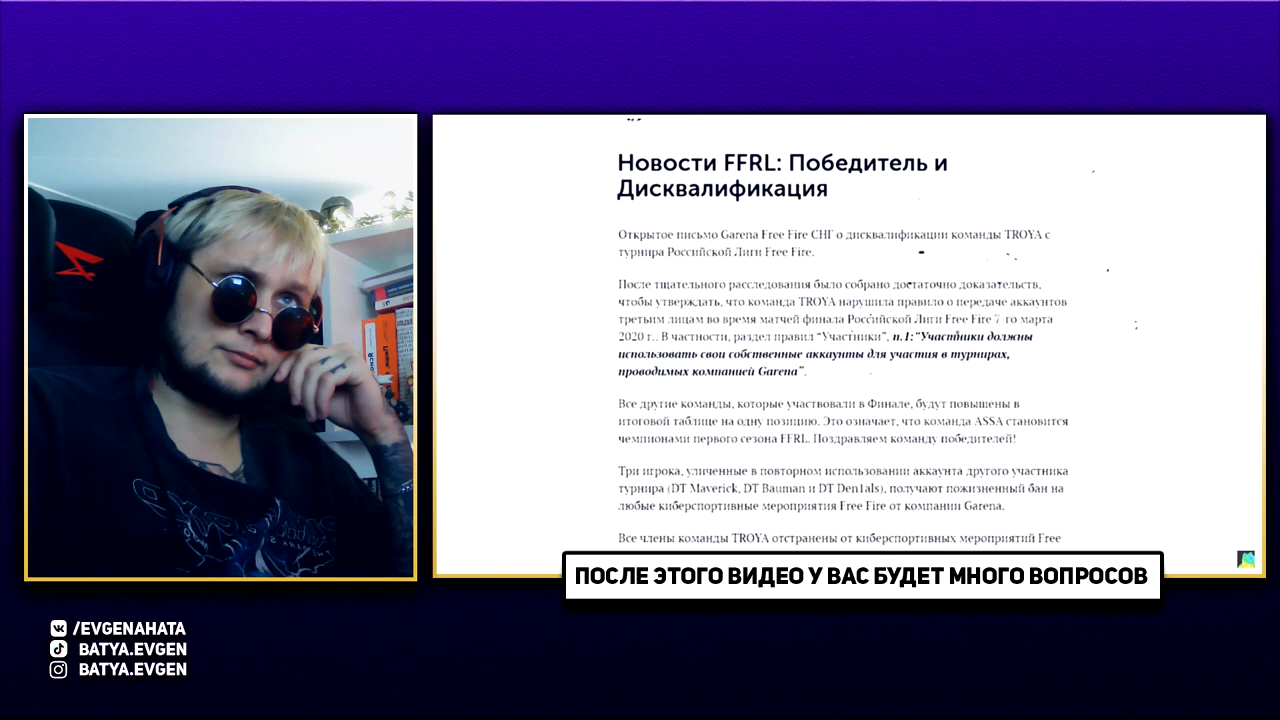 Новости FFRL: Победитель и
Дисквалификация
Открытое письмо Garena Free Fire СНГ о дисквалификации команды TROYA с
турнира Российской Лиги Free Fire.
После тщательного расследования было собрано достаточно доказательств,
чтобы утверждать, что команда TROYA нарушила правило о передаче аккаунтов
третьим лицам во время матчей финала Российской Лиги Free Fire 7-го марта
2020 г.. В частности, раздел правил "Участники", п.1:"Участники должны
использовать свои собственные аккаунты для участия в турнирах,
проводимых компанией Garena".
Все другие команды, которые участвовали в Финале, будут повышены в
итоговой таблице на одну позицию. Это означает, что команда ASSA становится
чемпионами первого сезона FFRL. Поздравляем команду победителей!
Три игрока, уличенные в повторном использовании аккаунта другого участника
турнира (DT Maverick, DT Bauman и DT Den1als), получают пожизненный бан на
любые киберспортивные мероприятия Free Fire от компании Garena.
Все члены команды TROYA отстранены от киберспортивных мероприятий Free
ПОСЛЕ ЭТОГО ВИДЕО У ВАС БУДЕТ МНОГО ВОПРОСОВ
/EVGENAHATA
BATYA.EVGEN
BATYA.EVGEN